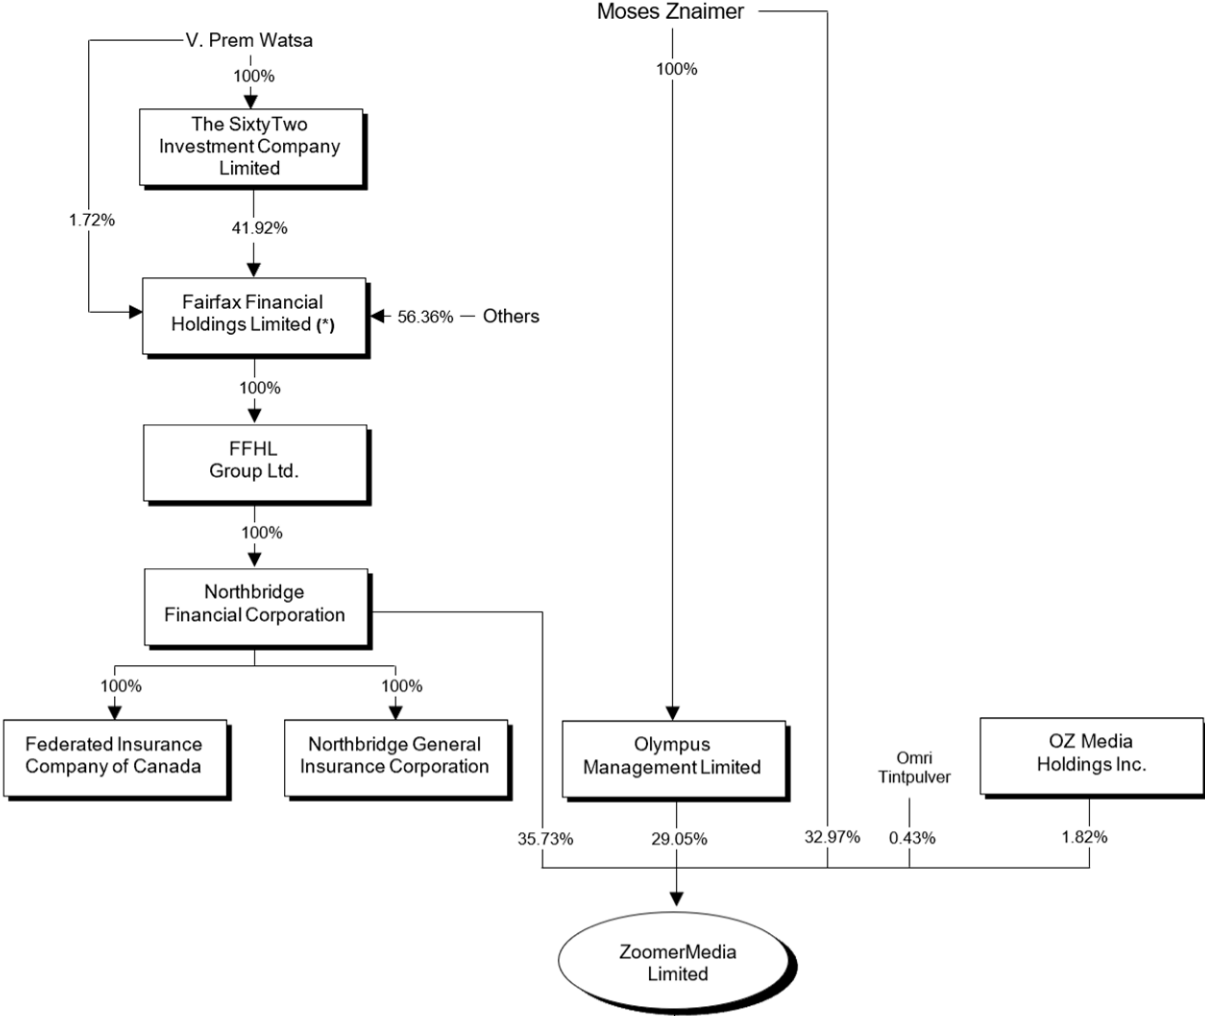 Moses Znaimer
V. Prem Watsa
100%
100%
The SixtyTwo
Investment Company
Limited
1.72%
41.92%
Fairfax Financial
Holdings Limited (*)
56.36%
Others
100%
FFHL
Group Ltd.
100%
Northbridge
Financial Corporation
100%
100%
Federated Insurance
Company of Canada
Northbridge General
Insurance Corporation
Olympus
Management Limited
Omri
Tintpulver
OZ Media
Holdings Inc.
35.73%
29.05%
32.97%
0.43%
1.82%
ZoomerMedia
Limited